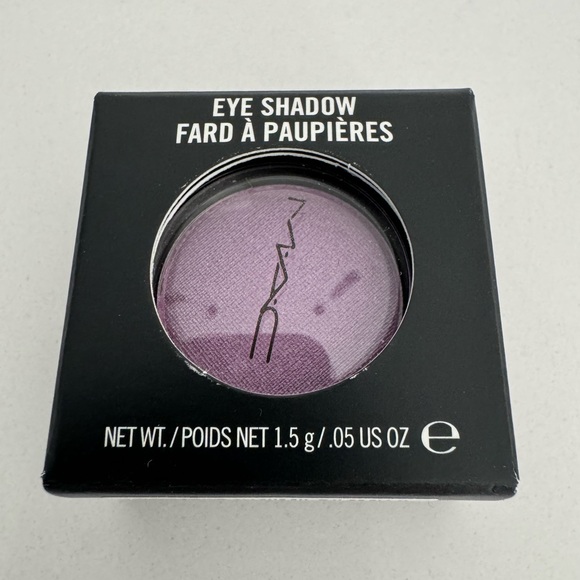 EYE SHADOW
FARD À PAUPIÈRES
M·A·C
NET WT./POIDS NET 1.5 g/.05 US OZ ℮